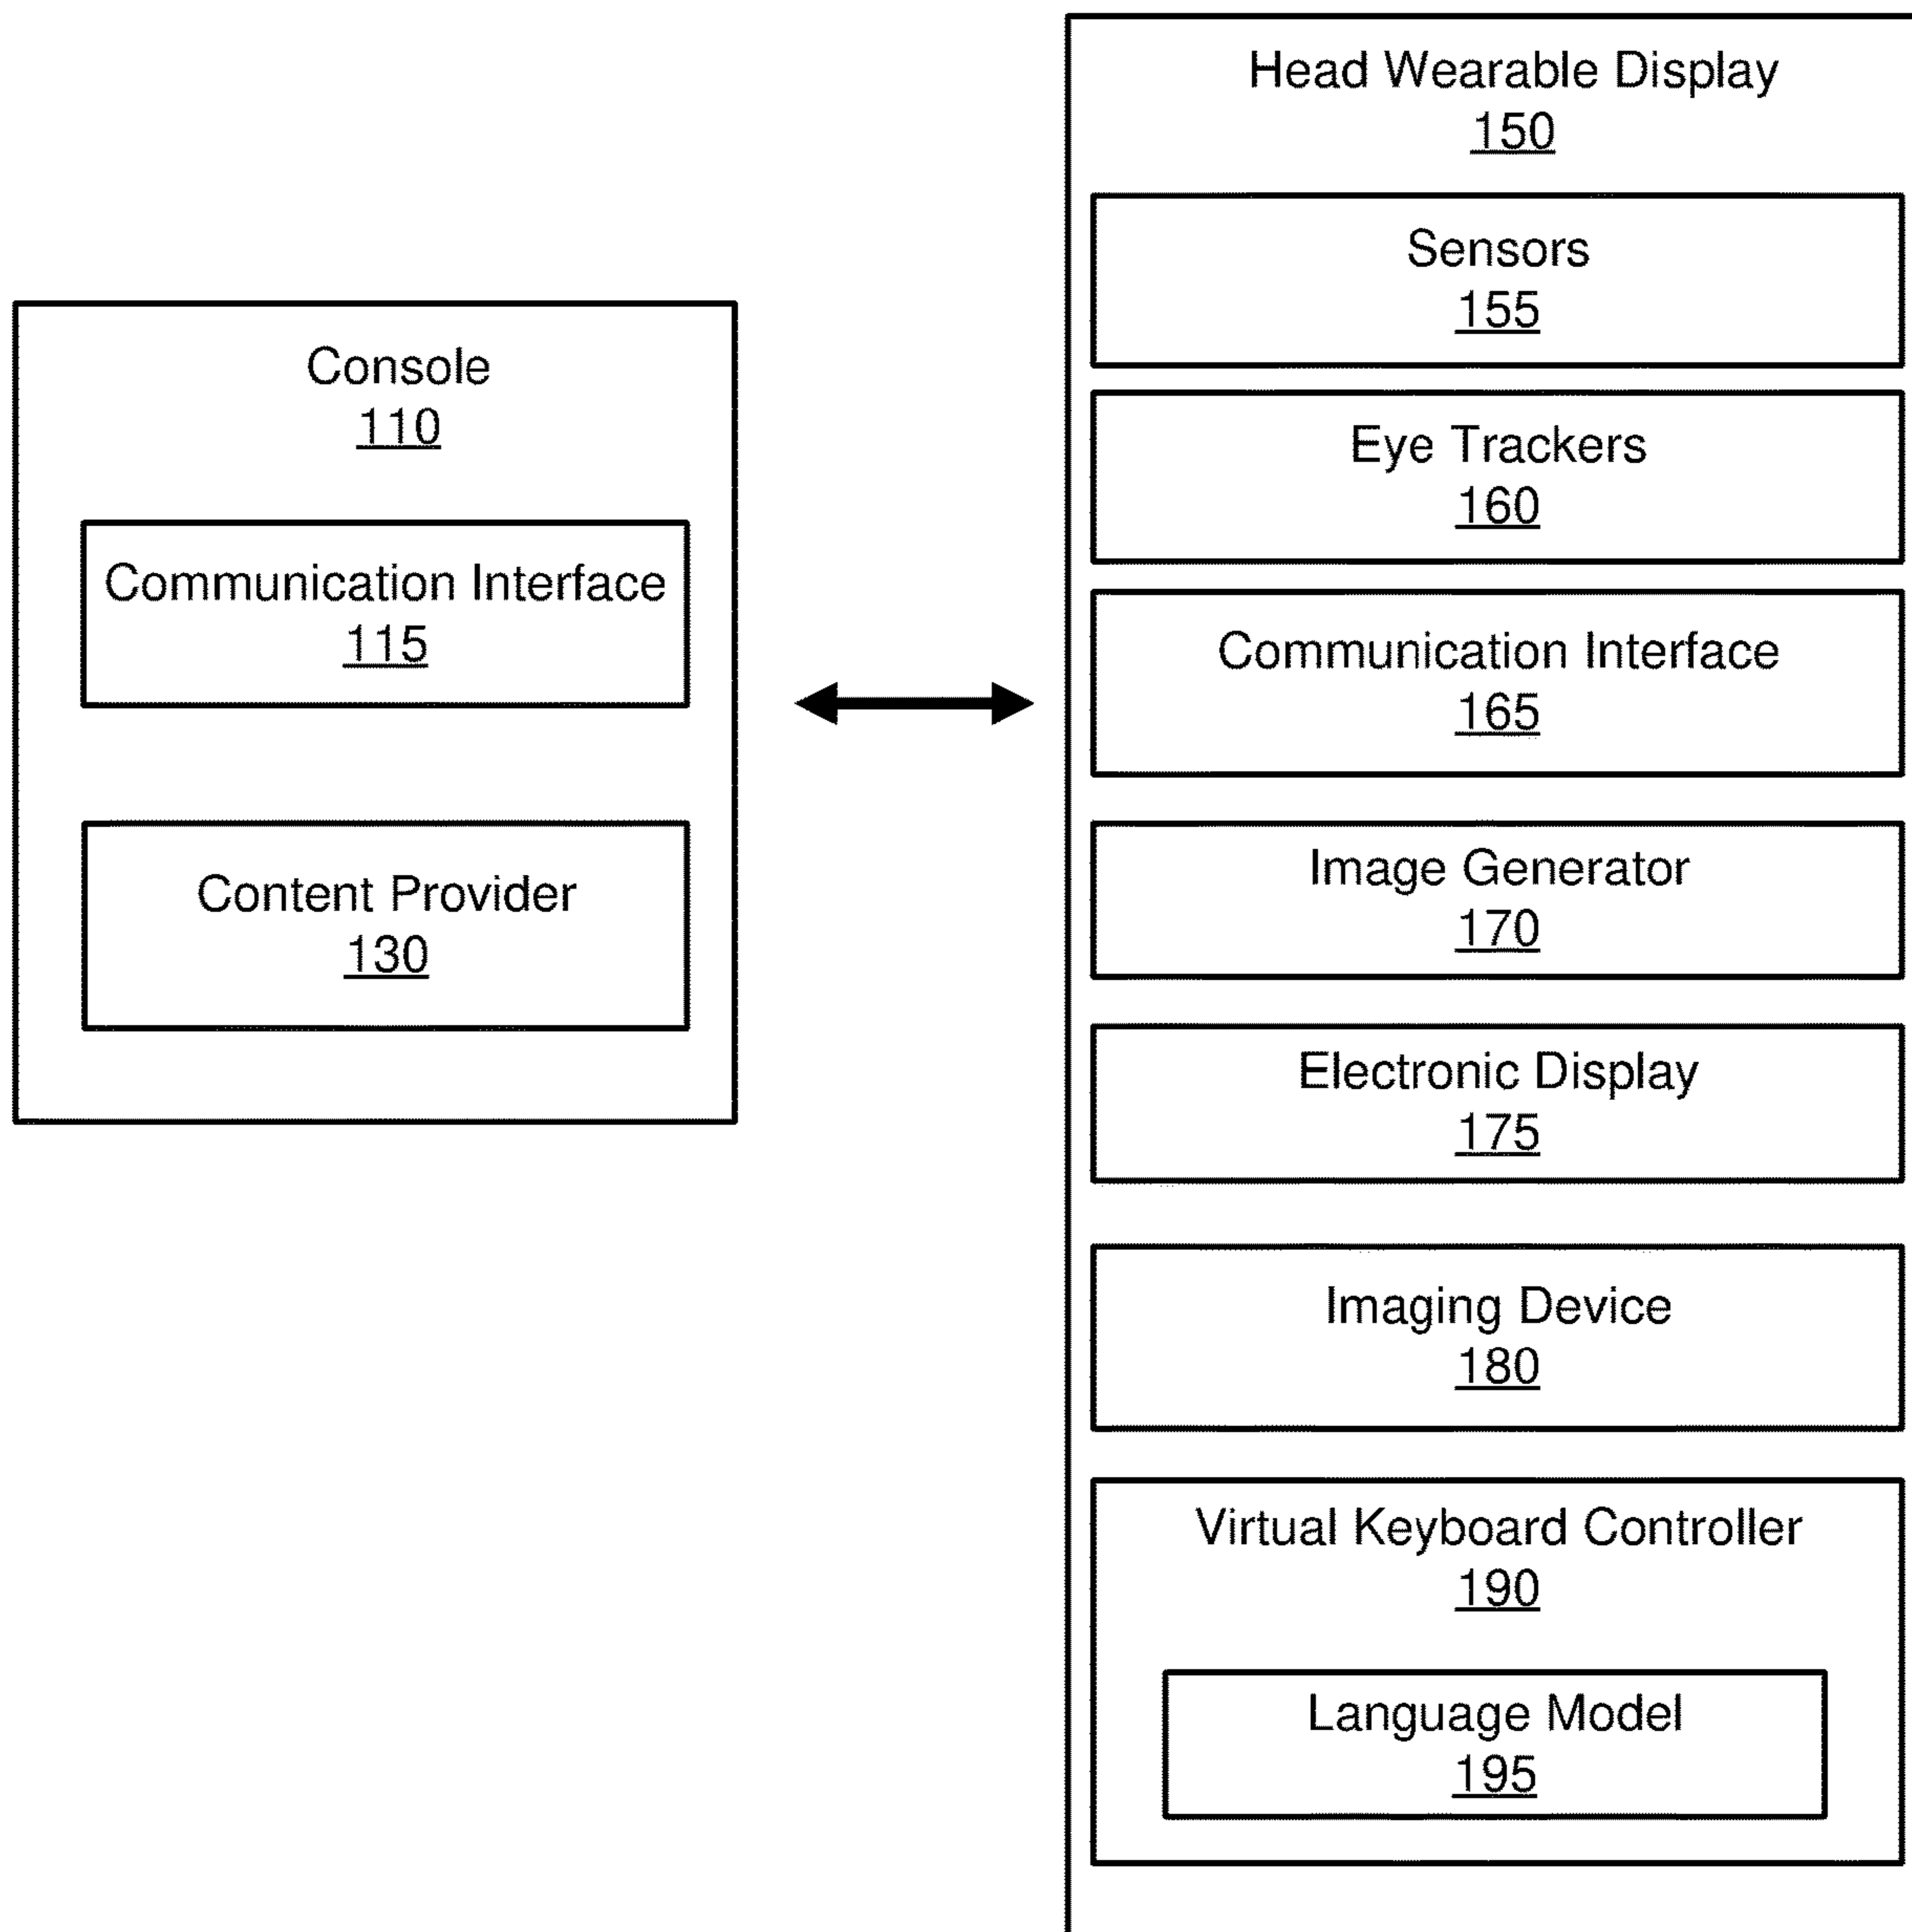 Console
110
Communication Interface
115
Content Provider
130
Head Wearable Display
150
Sensors
155
Eye Trackers
160
Communication Interface
165
Image Generator
170
Electronic Display
175
Imaging Device
180
Virtual Keyboard Controller
190
Language Model
195